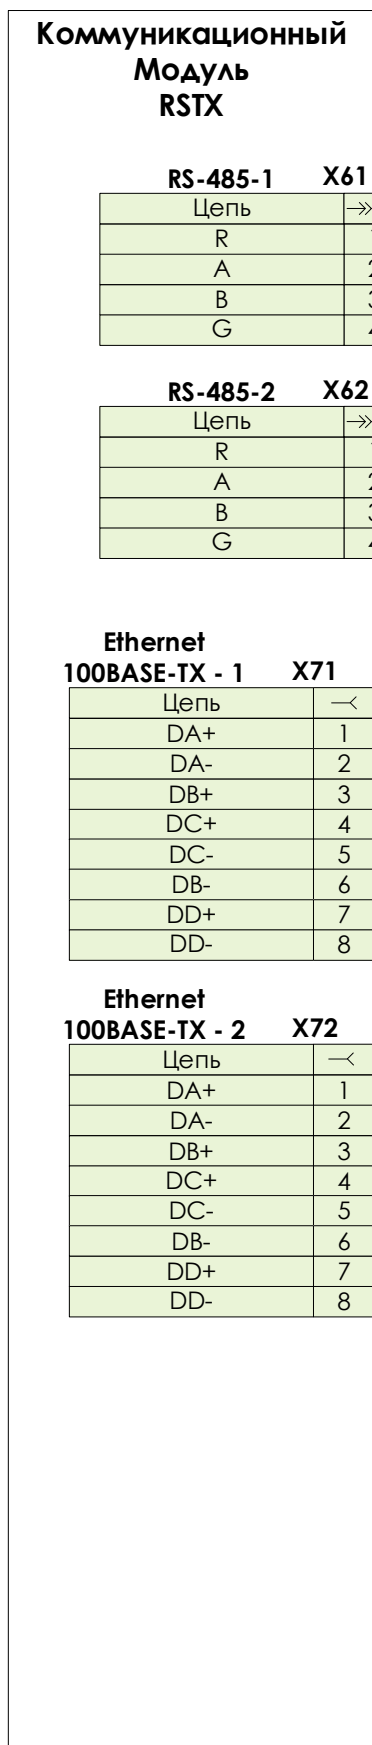 Коммуникационный
Модуль
RSTX
RS-485-1 X61
Цепь
R
A
B
G
RS-485-2 X62
Цепь
R
A
B
G
Ethernet
100BASE-TX - 1 X71
Цепь
DA+ 1
DA- 2
DB+ 3
DC+ 4
DC- 5
DB- 6
DD+ 7
DD- 8
Ethernet
100BASE-TX - 2 X72
Цепь
DA+ 1
DA- 2
DB+ 3
DC+ 4
DC- 5
DB- 6
DD+ 7
DD- 8